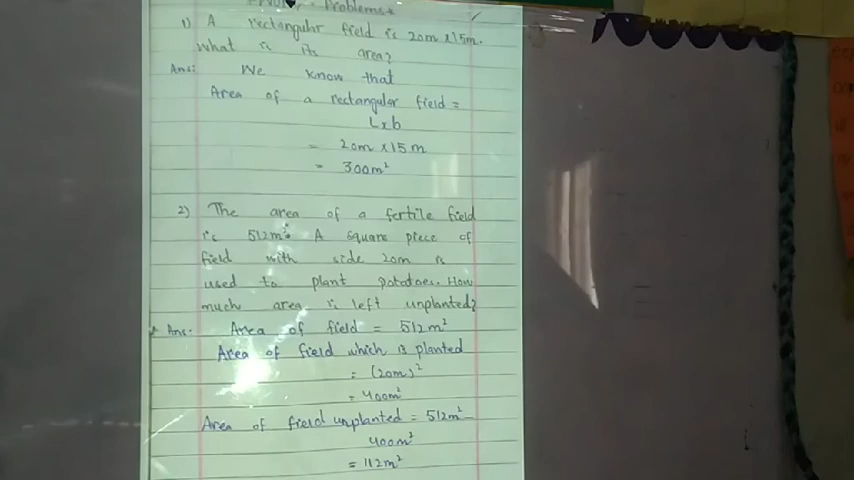 Problems
1) A rectangular field is 20m x 15m.
What is its area?
Ans: We know that
Area of a rectangular field =
L x b
= 20m x 15 m
= 300m²
2) The area of a fertile field
is 512m². A square piece of
field with side 20m is
used to plant potatoes. How
much area is left unplanted?
Ans. Area of field = 512m²
Area of field which is planted
= (20m)²
= 400m²
Area of field unplanted = 512m² -
400m²
= 112m²